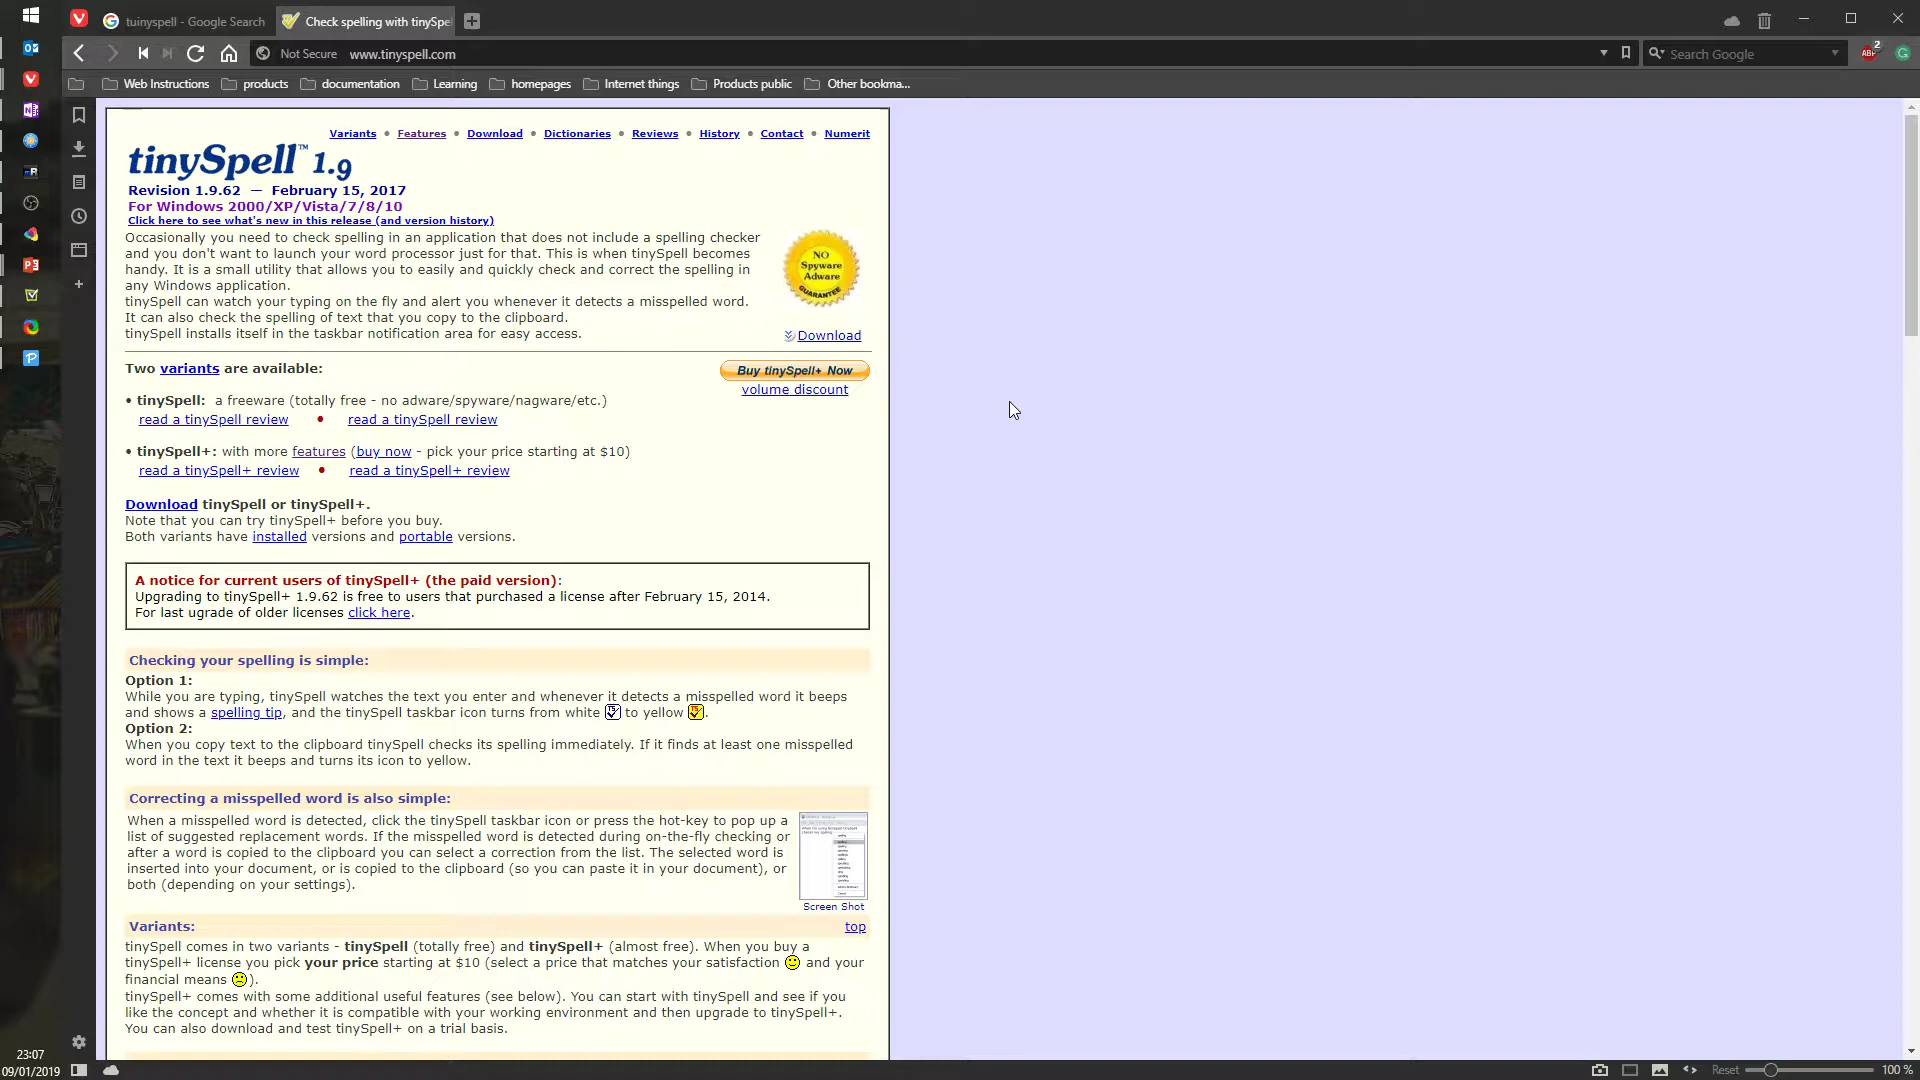 tuinyspell - Google Search
Check spelling with tinySpe
Not Secure www.tinyspell.com
Search Google
2
ABP
Web Instructions products documentation Learning homepages Internet things Products public Other bookma...
Variants • Features • Download • Dictionaries • Reviews • History • Contact • Numerit
tinySpell™ 1.9
Revision 1.9.62 — February 15, 2017
For Windows 2000/XP/Vista/7/8/10
Click here to see what's new in this release (and version history)
Occasionally you need to check spelling in an application that does not include a spelling checker
and you don't want to launch your word processor just for that. This is when tinySpell becomes
handy. It is a small utility that allows you to easily and quickly check and correct the spelling in
any Windows application.
tinySpell can watch your typing on the fly and alert you whenever it detects a misspelled word.
It can also check the spelling of text that you copy to the clipboard.
tinySpell installs itself in the taskbar notification area for easy access.
NO
Spyware
Adware
GUARANTEE
Download
Two variants are available:
Buy tinySpell+ Now
volume discount
• tinySpell: a freeware (totally free - no adware/spyware/nagware/etc.)
read a tinySpell review • read a tinySpell review
• tinySpell+: with more features (buy now - pick your price starting at $10)
read a tinySpell+ review • read a tinySpell+ review
Download tinySpell or tinySpell+.
Note that you can try tinySpell+ before you buy.
Both variants have installed versions and portable versions.
A notice for current users of tinySpell+ (the paid version):
Upgrading to tinySpell+ 1.9.62 is free to users that purchased a license after February 15, 2014.
For last ugrade of older licenses click here.
Checking your spelling is simple:
Option 1:
While you are typing, tinySpell watches the text you enter and whenever it detects a misspelled word it beeps
and shows a spelling tip, and the tinySpell taskbar icon turns from white to yellow .
Option 2:
When you copy text to the clipboard tinySpell checks its spelling immediately. If it finds at least one misspelled
word in the text it beeps and turns its icon to yellow.
Correcting a misspelled word is also simple:
When a misspelled word is detected, click the tinySpell taskbar icon or press the hot-key to pop up a
list of suggested replacement words. If the misspelled word is detected during on-the-fly checking or
after a word is copied to the clipboard you can select a correction from the list. The selected word is
inserted into your document, or is copied to the clipboard (so you can paste it in your document), or
both (depending on your settings).
Screen Shot
Variants:
top
tinySpell comes in two variants - tinySpell (totally free) and tinySpell+ (almost free). When you buy a
tinySpell+ license you pick your price starting at $10 (select a price that matches your satisfaction and your
financial means ).
tinySpell+ comes with some additional useful features (see below). You can start with tinySpell and see if you
like the concept and whether it is compatible with your working environment and then upgrade to tinySpell+.
You can also download and test tinySpell+ on a trial basis.
23:07
09/01/2019
Reset 100 %